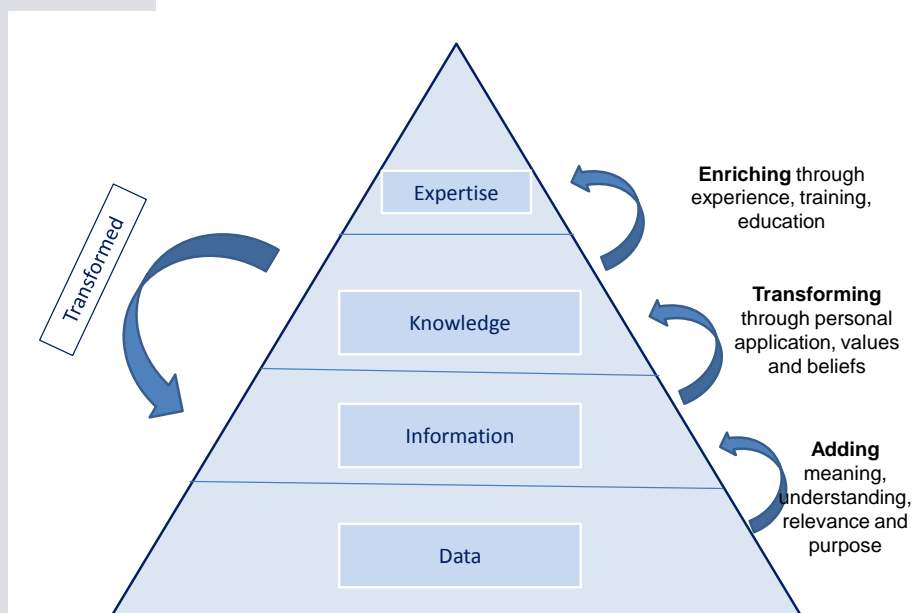 Transformed
Expertise
Knowledge
Information
Data
Enriching through
experience, training,
education
Transforming
through personal
application, values
and beliefs
Adding
meaning,
understanding,
relevance and
purpose